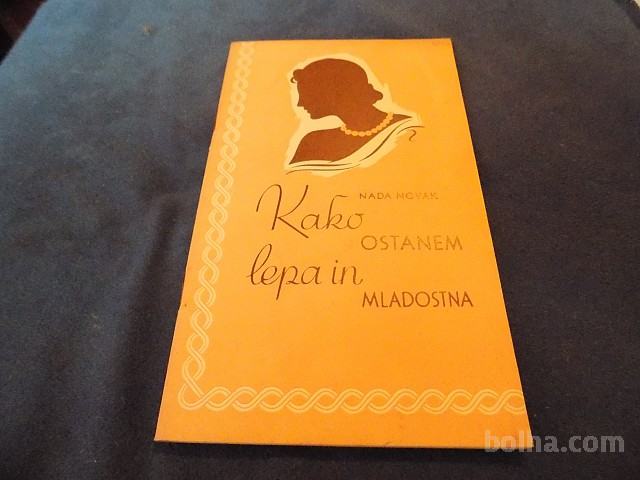 NADA NOVAK
Kako
OSTANEM
lepa in
MLADOSTNA
bolha.com